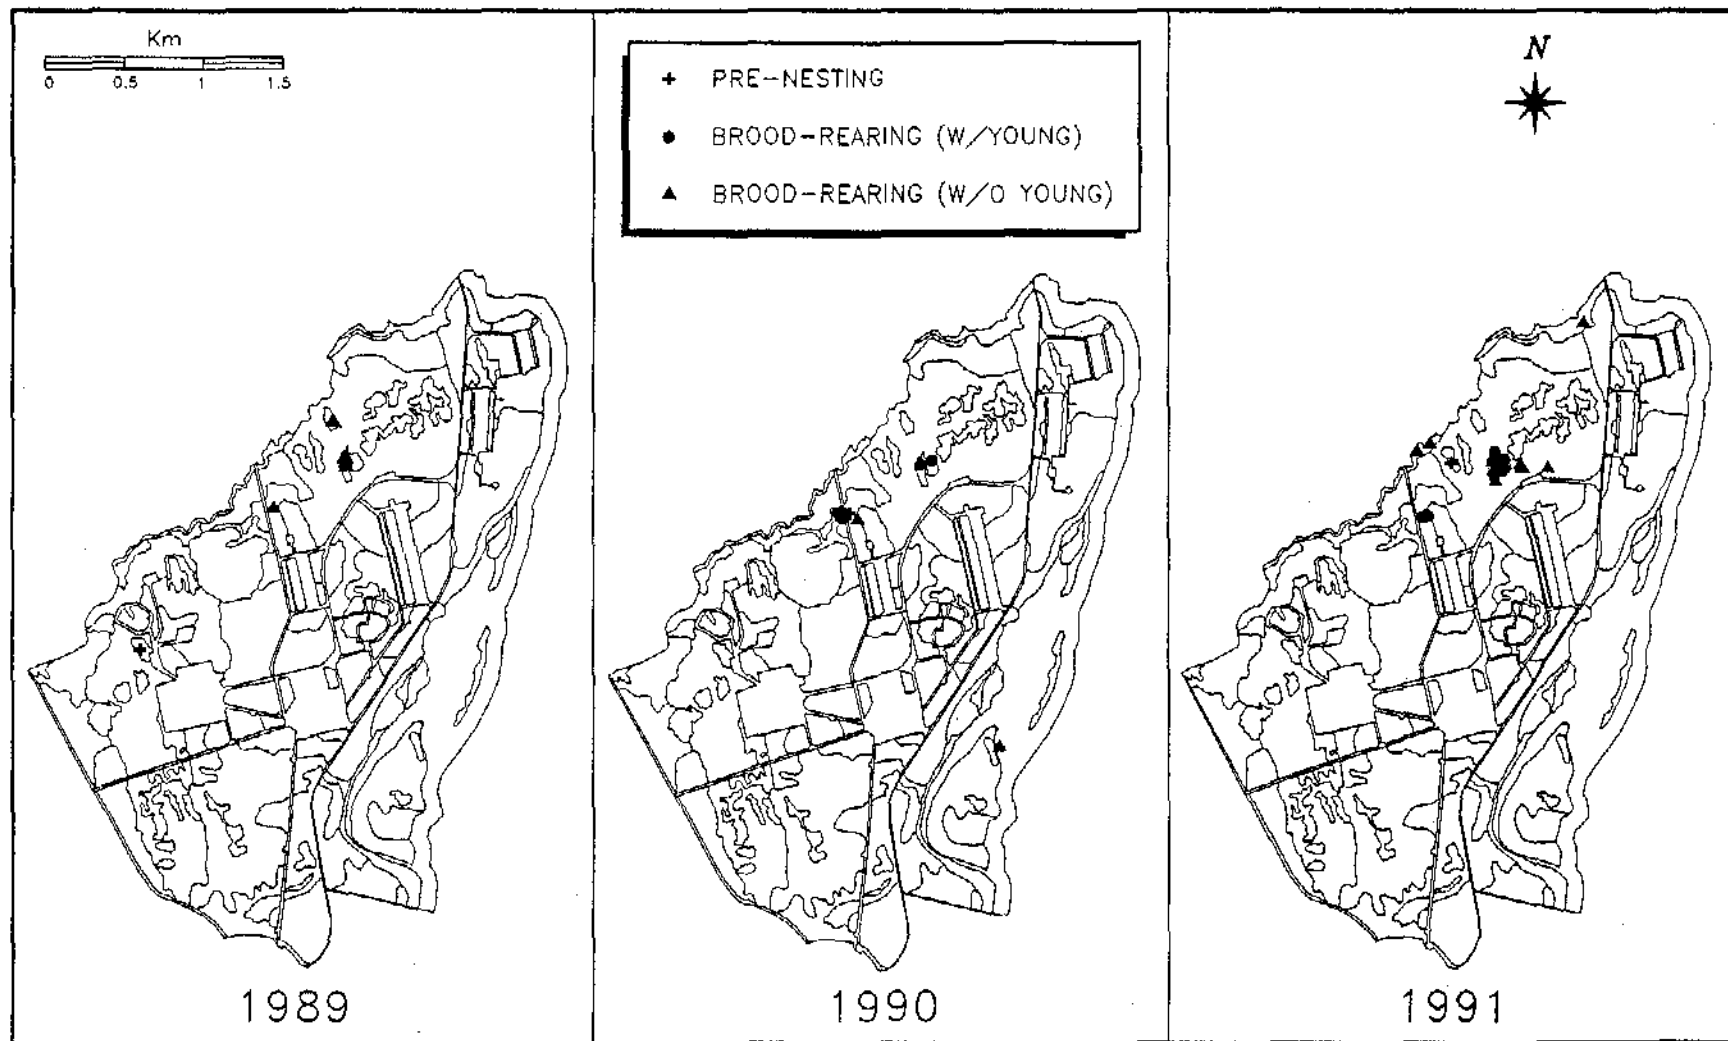 Km
0 0.5 1 1.5
PRE-NESTING
BROOD-REARING (W/YOUNG)
BROOD-REARING (W/O YOUNG)
N
1989
1990
1991